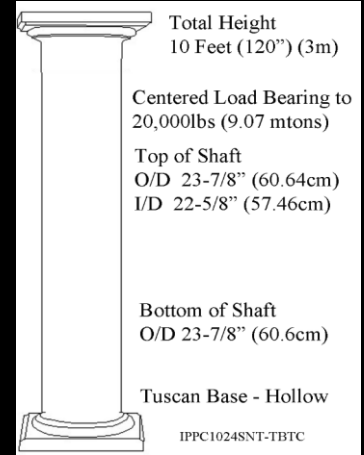 Total Height
10 Feet (120”) (3m)
Centered Load Bearing to
20,000lbs (9.07 mtons)
Top of Shaft
O/D 23-7/8” (60.64cm)
I/D 22-5/8” (57.46cm)
Bottom of Shaft
O/D 23-7/8” (60.6cm)
Tuscan Base - Hollow
IPPC1024SNT-TBTC